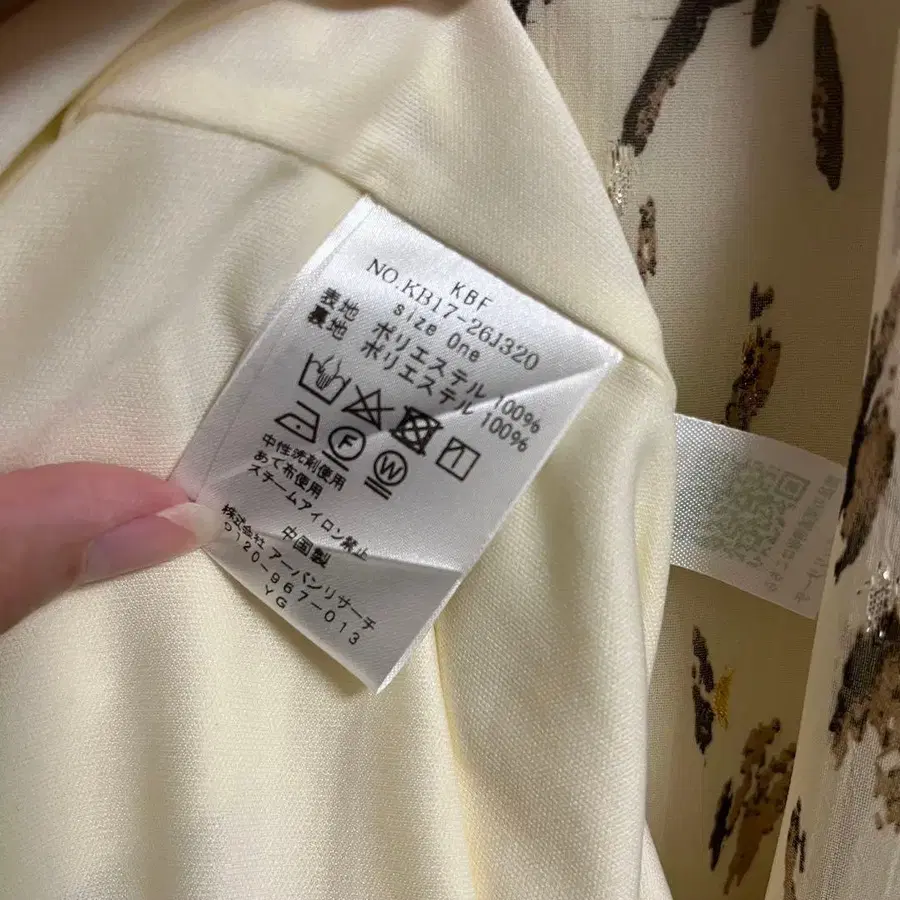 KBF
NO.KB17-26J320
size One
表地 ポリエステル 100%
裏地 ポリエステル 100%
F W
中性洗剤使用
あて布使用
スチームアイロン禁止
中国製
株式会社 アーバンリサーチ
0120-967-013
YG